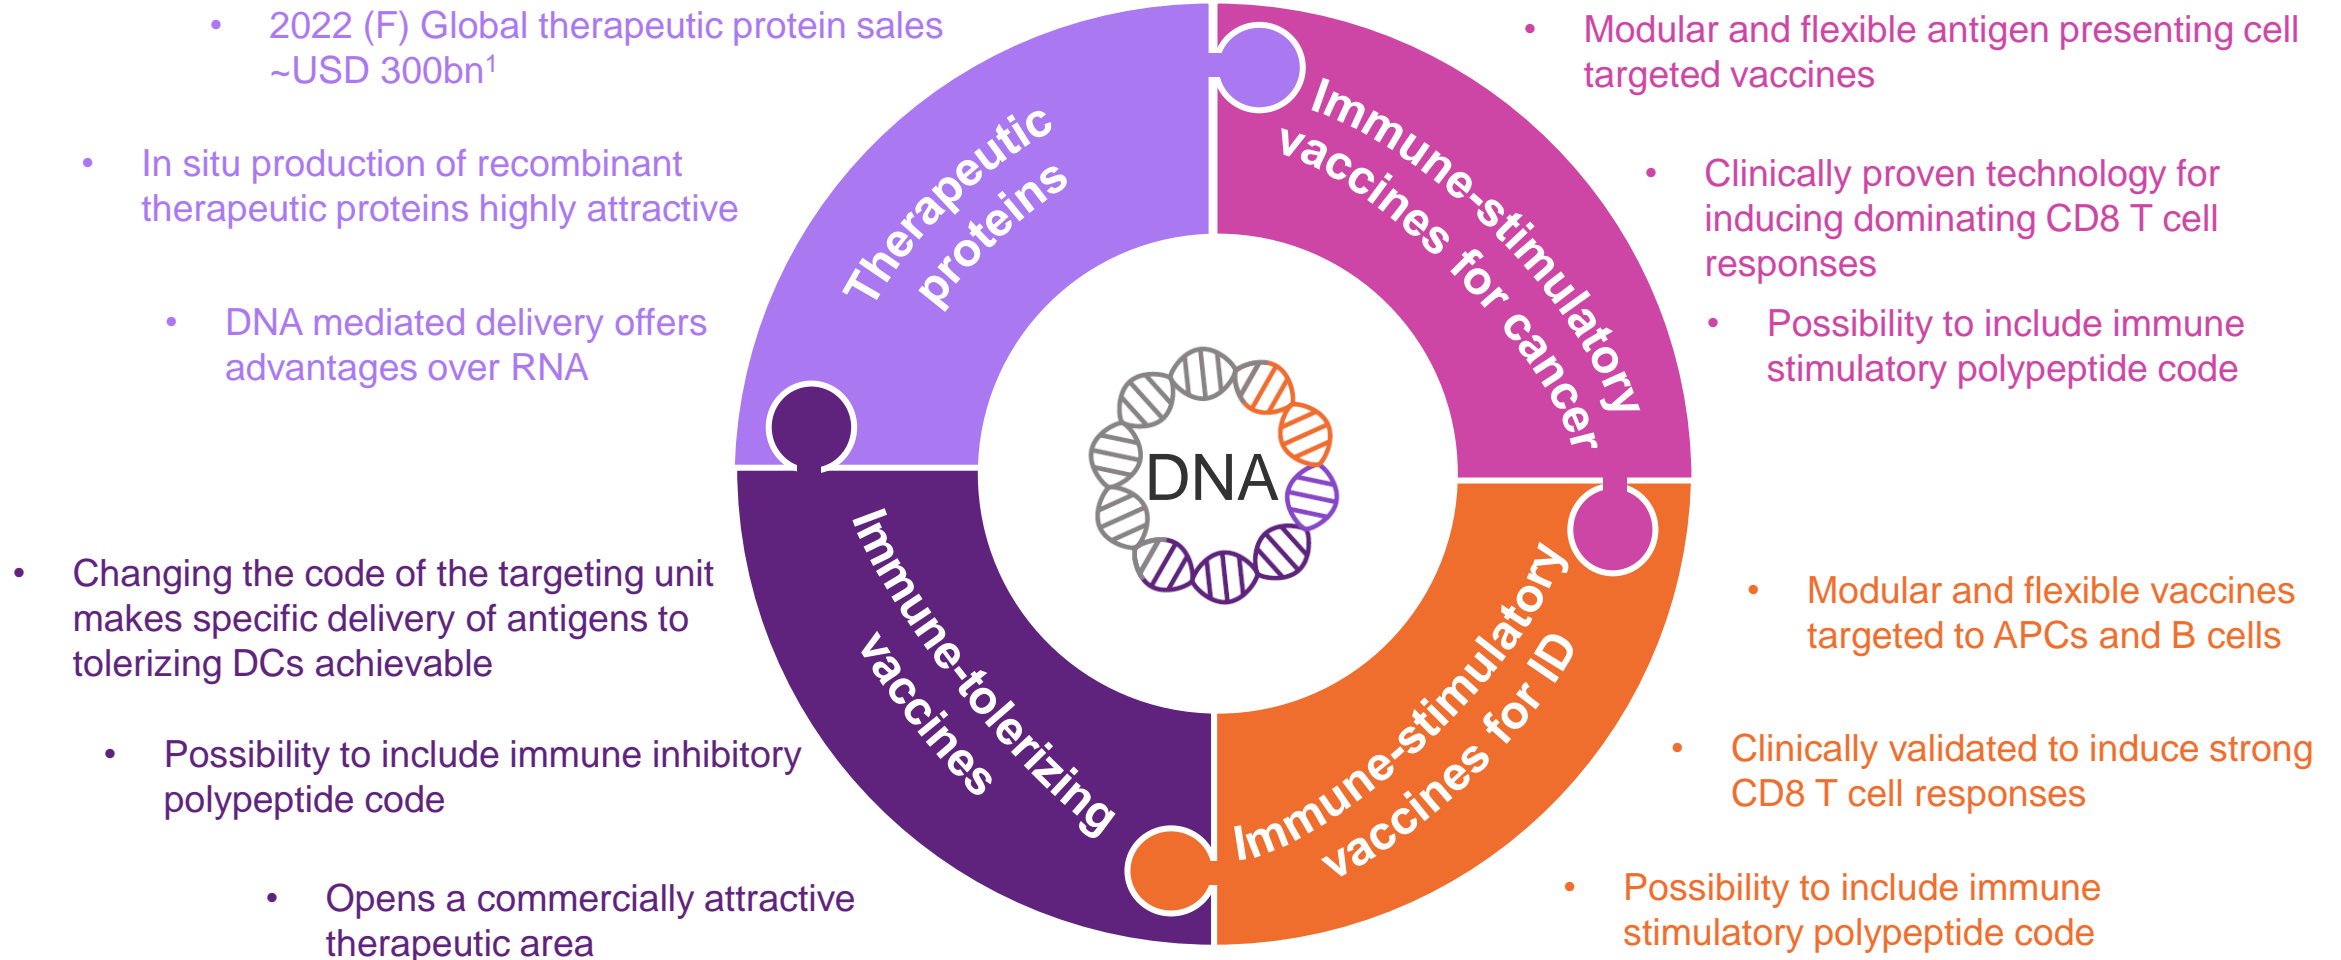 • 2022 (F) Global therapeutic protein sales
~USD 300bn¹
• In situ production of recombinant
therapeutic proteins highly attractive
• DNA mediated delivery offers
advantages over RNA
Therapeutic
proteins
Immune-stimulatory
vaccines for cancer
• Modular and flexible antigen presenting cell
targeted vaccines
• Clinically proven technology for
inducing dominating CD8 T cell
responses
• Possibility to include immune
stimulatory polypeptide code
DNA
• Changing the code of the targeting unit
makes specific delivery of antigens to
tolerizing DCs achievable
• Possibility to include immune inhibitory
polypeptide code
• Opens a commercially attractive
therapeutic area
Immune-tolerizing
vaccines
Immune-stimulatory
vaccines for ID
• Modular and flexible vaccines
targeted to APCs and B cells
• Clinically validated to induce strong
CD8 T cell responses
• Possibility to include immune
stimulatory polypeptide code